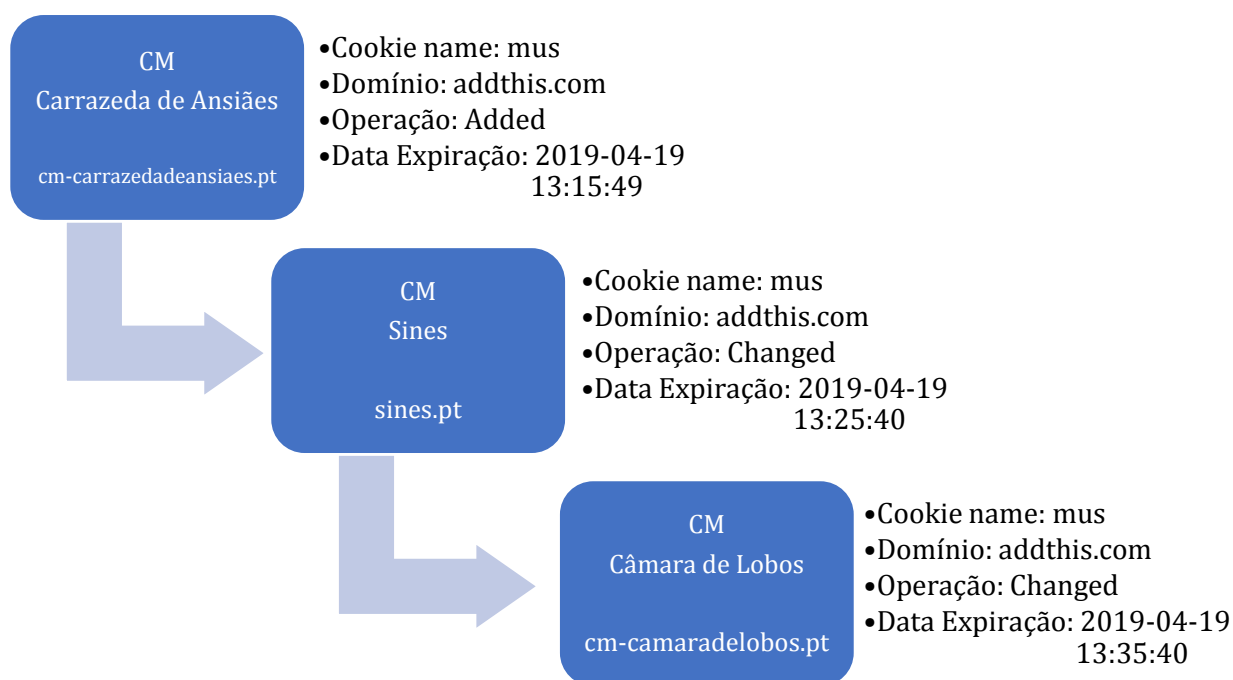 CM
Carrazeda de Ansiães
cm-carrazedadeansiaes.pt
•Cookie name: mus
•Domínio: addthis.com
•Operação: Added
•Data Expiração: 2019-04-19
13:15:49
CM
Sines
sines.pt
•Cookie name: mus
•Domínio: addthis.com
•Operação: Changed
•Data Expiração: 2019-04-19
13:25:40
CM
Câmara de Lobos
cm-camaradelobos.pt
•Cookie name: mus
•Domínio: addthis.com
•Operação: Changed
•Data Expiração: 2019-04-19
13:35:40